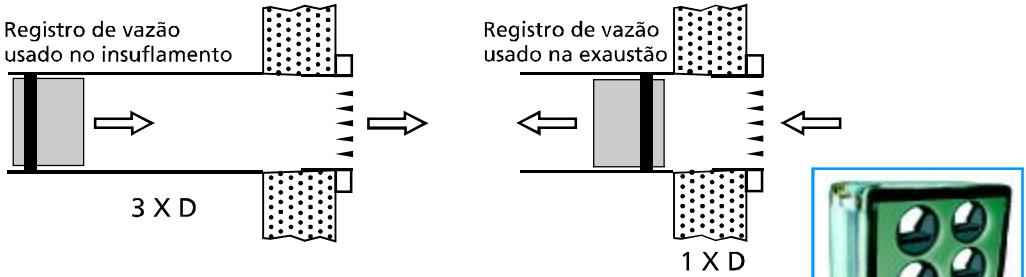 Registro de vazão
usado no insuflamento
3 X D
Registro de vazão
usado na exaustão
1 X D